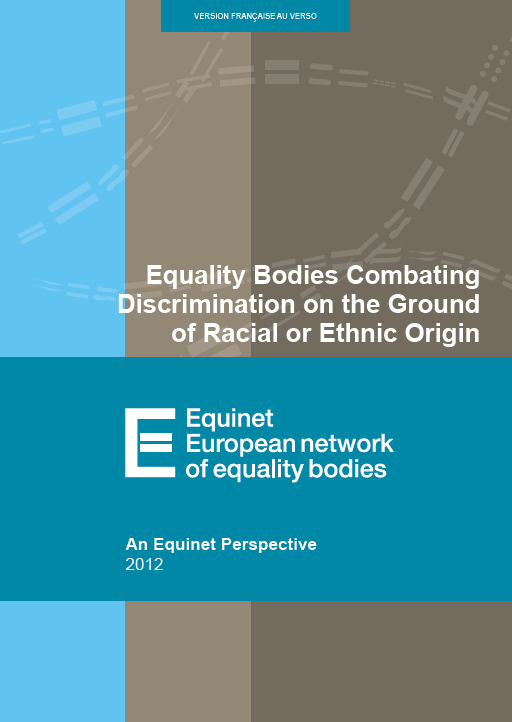 VERSION FRANÇAISE AU VERSO
Equality Bodies Combating
Discrimination on the Ground
of Racial or Ethnic Origin
Equinet
European network
of equality bodies
An Equinet Perspective
2012